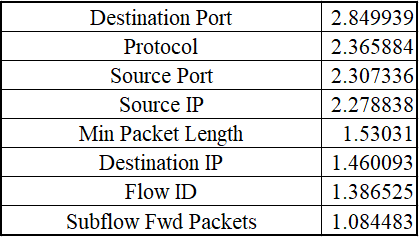 Destination Port 2.849939
Protocol 2.365884
Source Port 2.307336
Source IP 2.278838
Min Packet Length 1.53031
Destination IP 1.460093
Flow ID 1.386525
Subflow Fwd Packets 1.084483